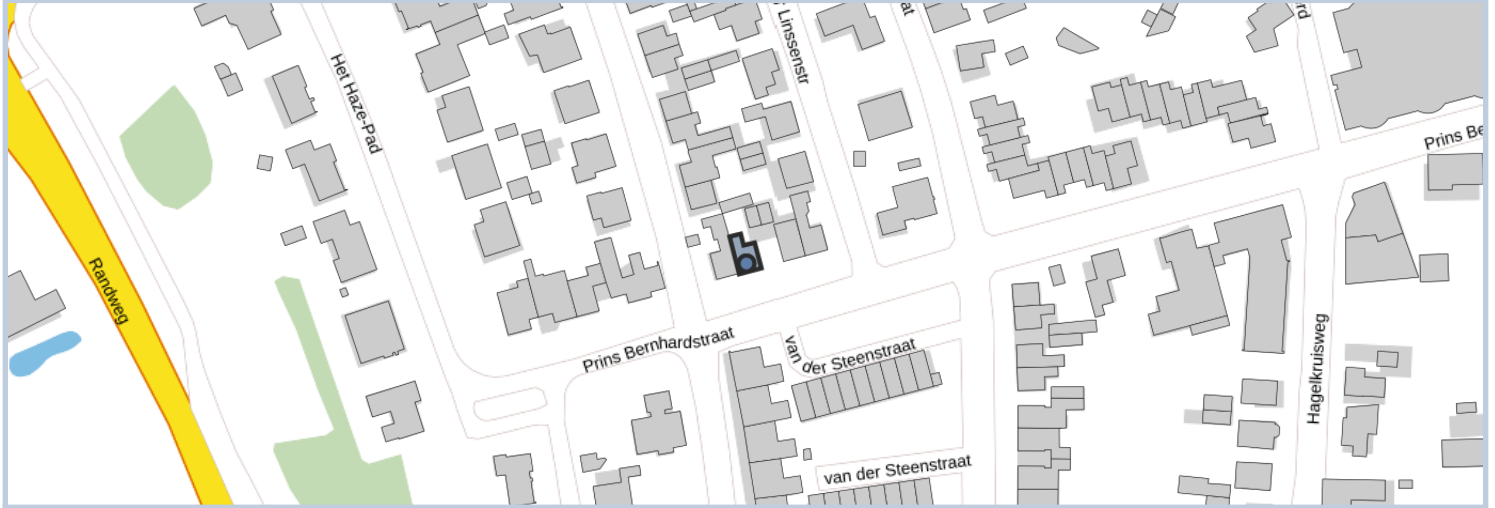 Linssenstr
Het Haze-Pad
Prins Be
Randweg
Prins Bernhardstraat
van der Steenstraat
Hagelkruisweg
van der Steenstraat